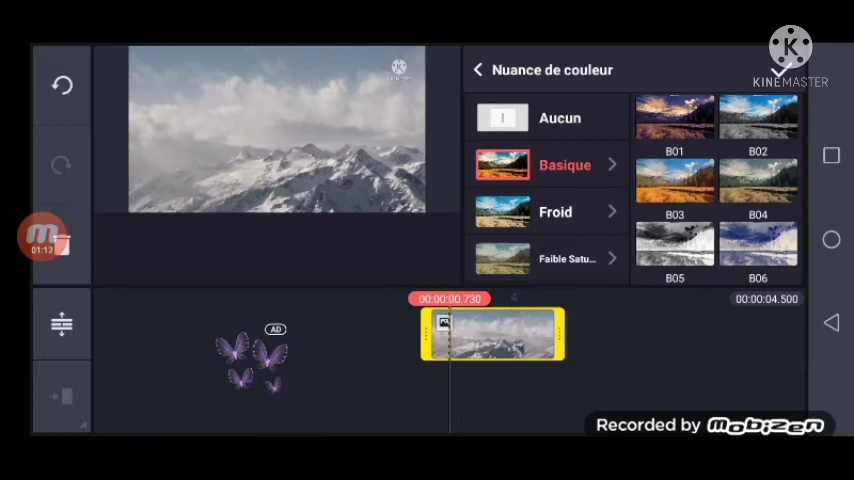 Nuance de couleur
KINEMASTER
Aucun
Basique
Froid
Faible Satu...
B01
B02
B03
B04
B05
B06
01:12
00:00:00.730
4
00:00:04.500
AD
Recorded by mobizen